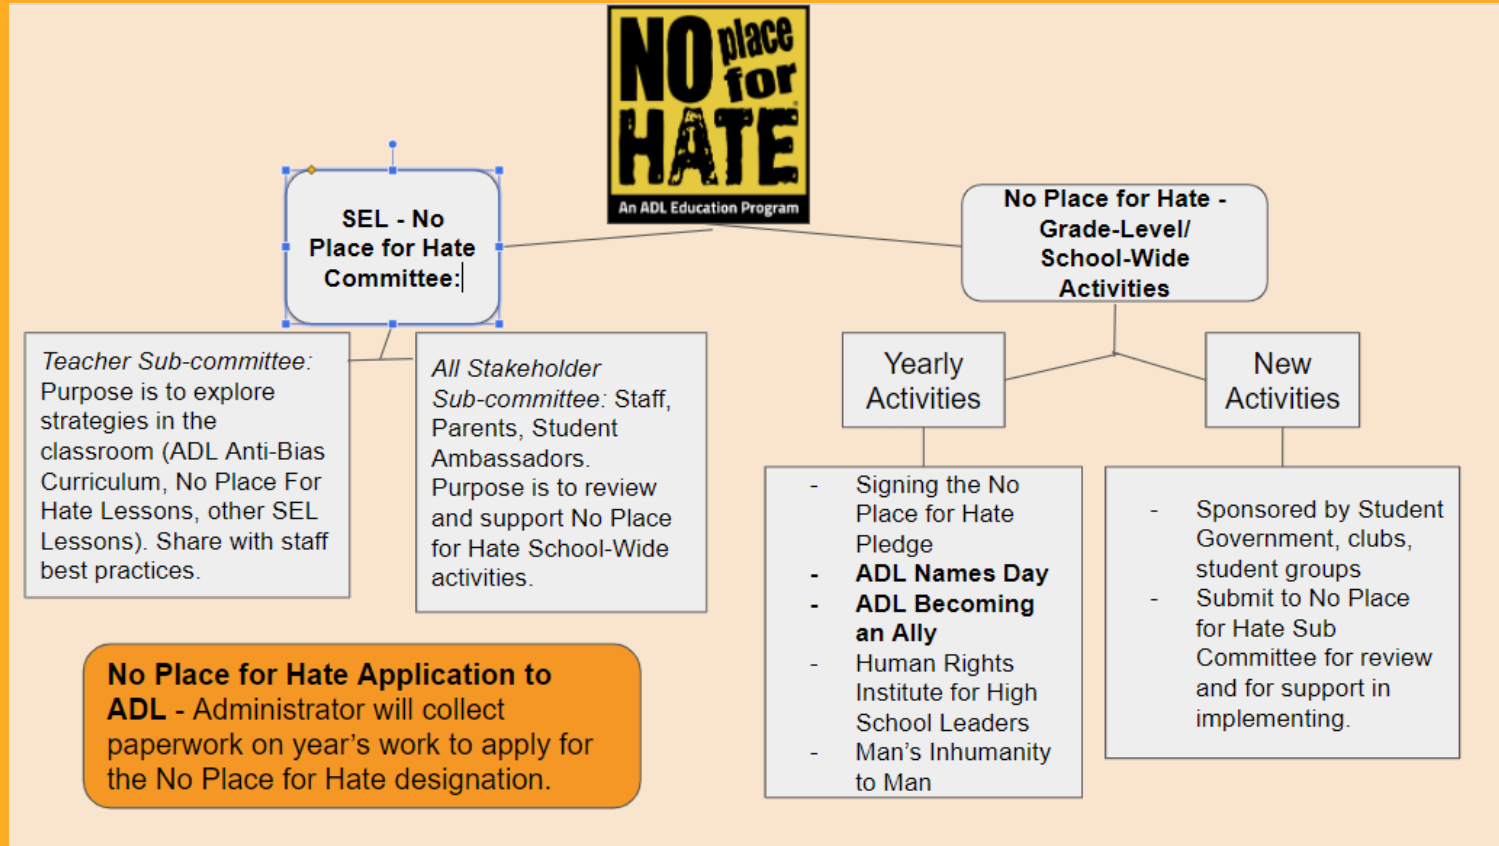 NO place
for
HATE
An ADL Education Program
SEL - No
Place for Hate
Committee:
No Place for Hate -
Grade-Level/
School-Wide
Activities
Teacher Sub-committee:
Purpose is to explore
strategies in the
classroom (ADL Anti-Bias
Curriculum, No Place For
Hate Lessons, other SEL
Lessons). Share with staff
best practices.
All Stakeholder
Sub-committee: Staff,
Parents, Student
Ambassadors.
Purpose is to review
and support No Place
for Hate School-Wide
activities.
Yearly
Activities
New
Activities
- Signing the No
Place for Hate
Pledge
- ADL Names Day
- ADL Becoming
an Ally
- Human Rights
Institute for High
School Leaders
- Man's Inhumanity
to Man
- Sponsored by Student
Government, clubs,
student groups
- Submit to No Place
for Hate Sub
Committee for review
and for support in
implementing.
No Place for Hate Application to
ADL - Administrator will collect
paperwork on year's work to apply for
the No Place for Hate designation.